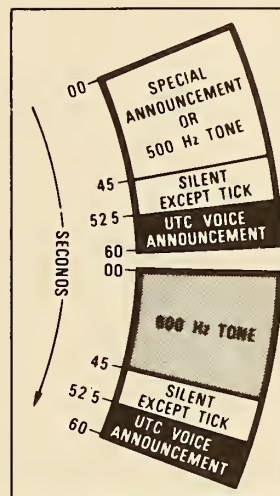 00
SPECIAL
ANNOUNCEMENT
OR
500 Hz TONE
45
SILENT
EXCEPT TICK
52 5
UTC VOICE
ANNOUNCEMENT
60
00
SECONDS
600 Hz TONE
45
SILENT
EXCEPT TICK
52 5
UTC VOICE
ANNOUNCEMENT
60